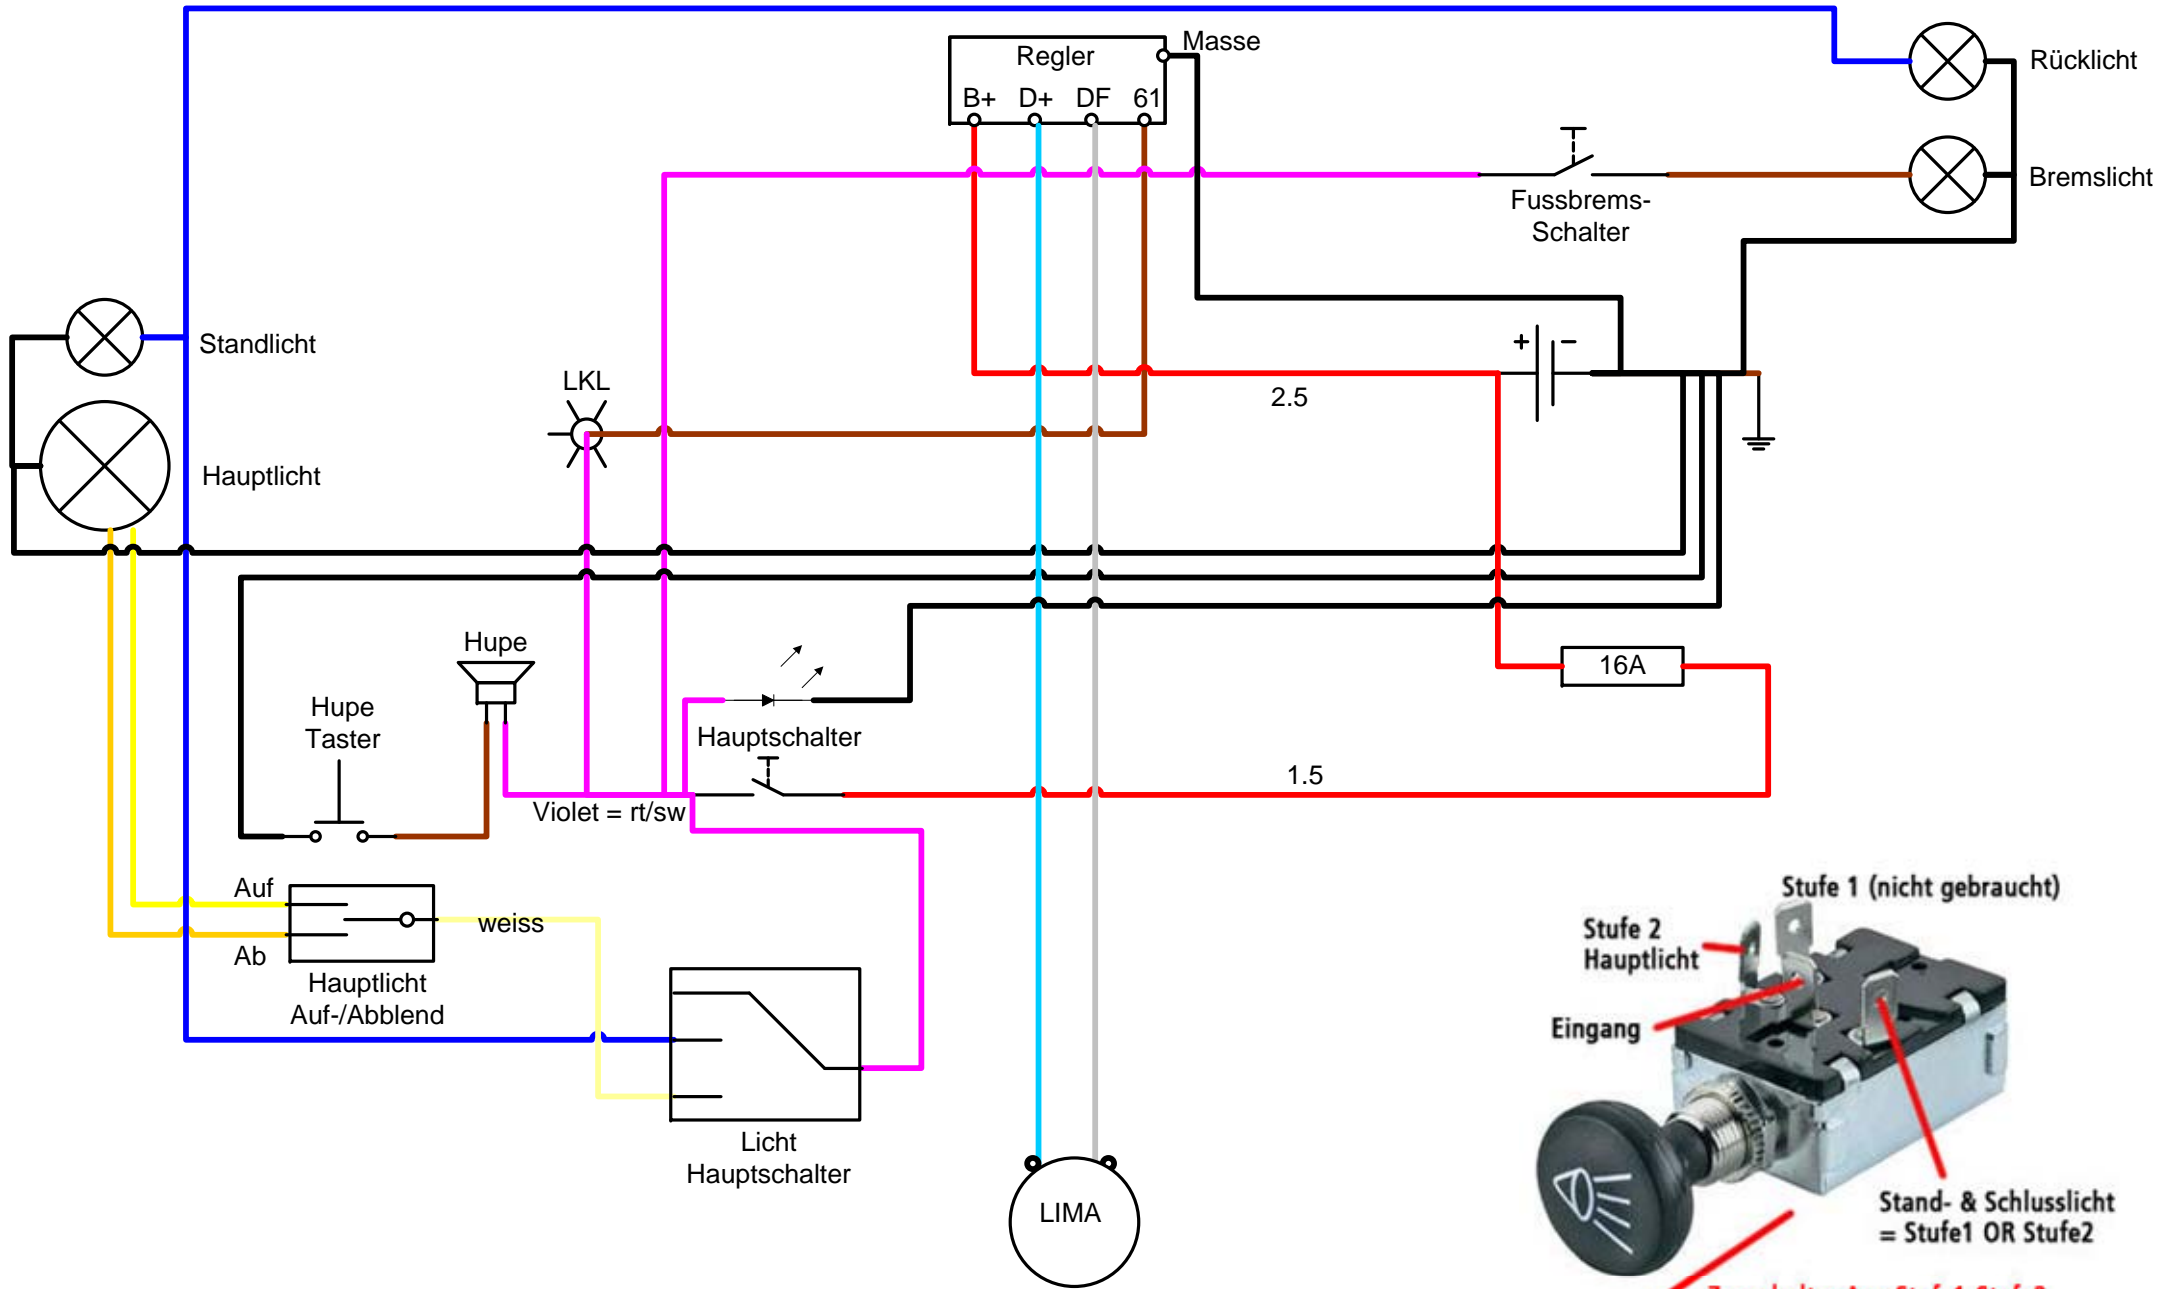 Regler
Masse
B+ D+ DF 61
Rücklicht
Bremslicht
Fussbrems-
Schalter
Standlicht
+ −
LKL
2.5
Hauptlicht
Hupe
16A
Hupe
Taster
Hauptschalter
1.5
Violet = rt/sw
Auf
weiss
Ab
Hauptlicht
Auf-/Abblend
Licht
Hauptschalter
LIMA
Stufe 1 (nicht gebraucht)
Stufe 2
Hauptlicht
Eingang
Stand- & Schlusslicht
= Stufe1 OR Stufe2